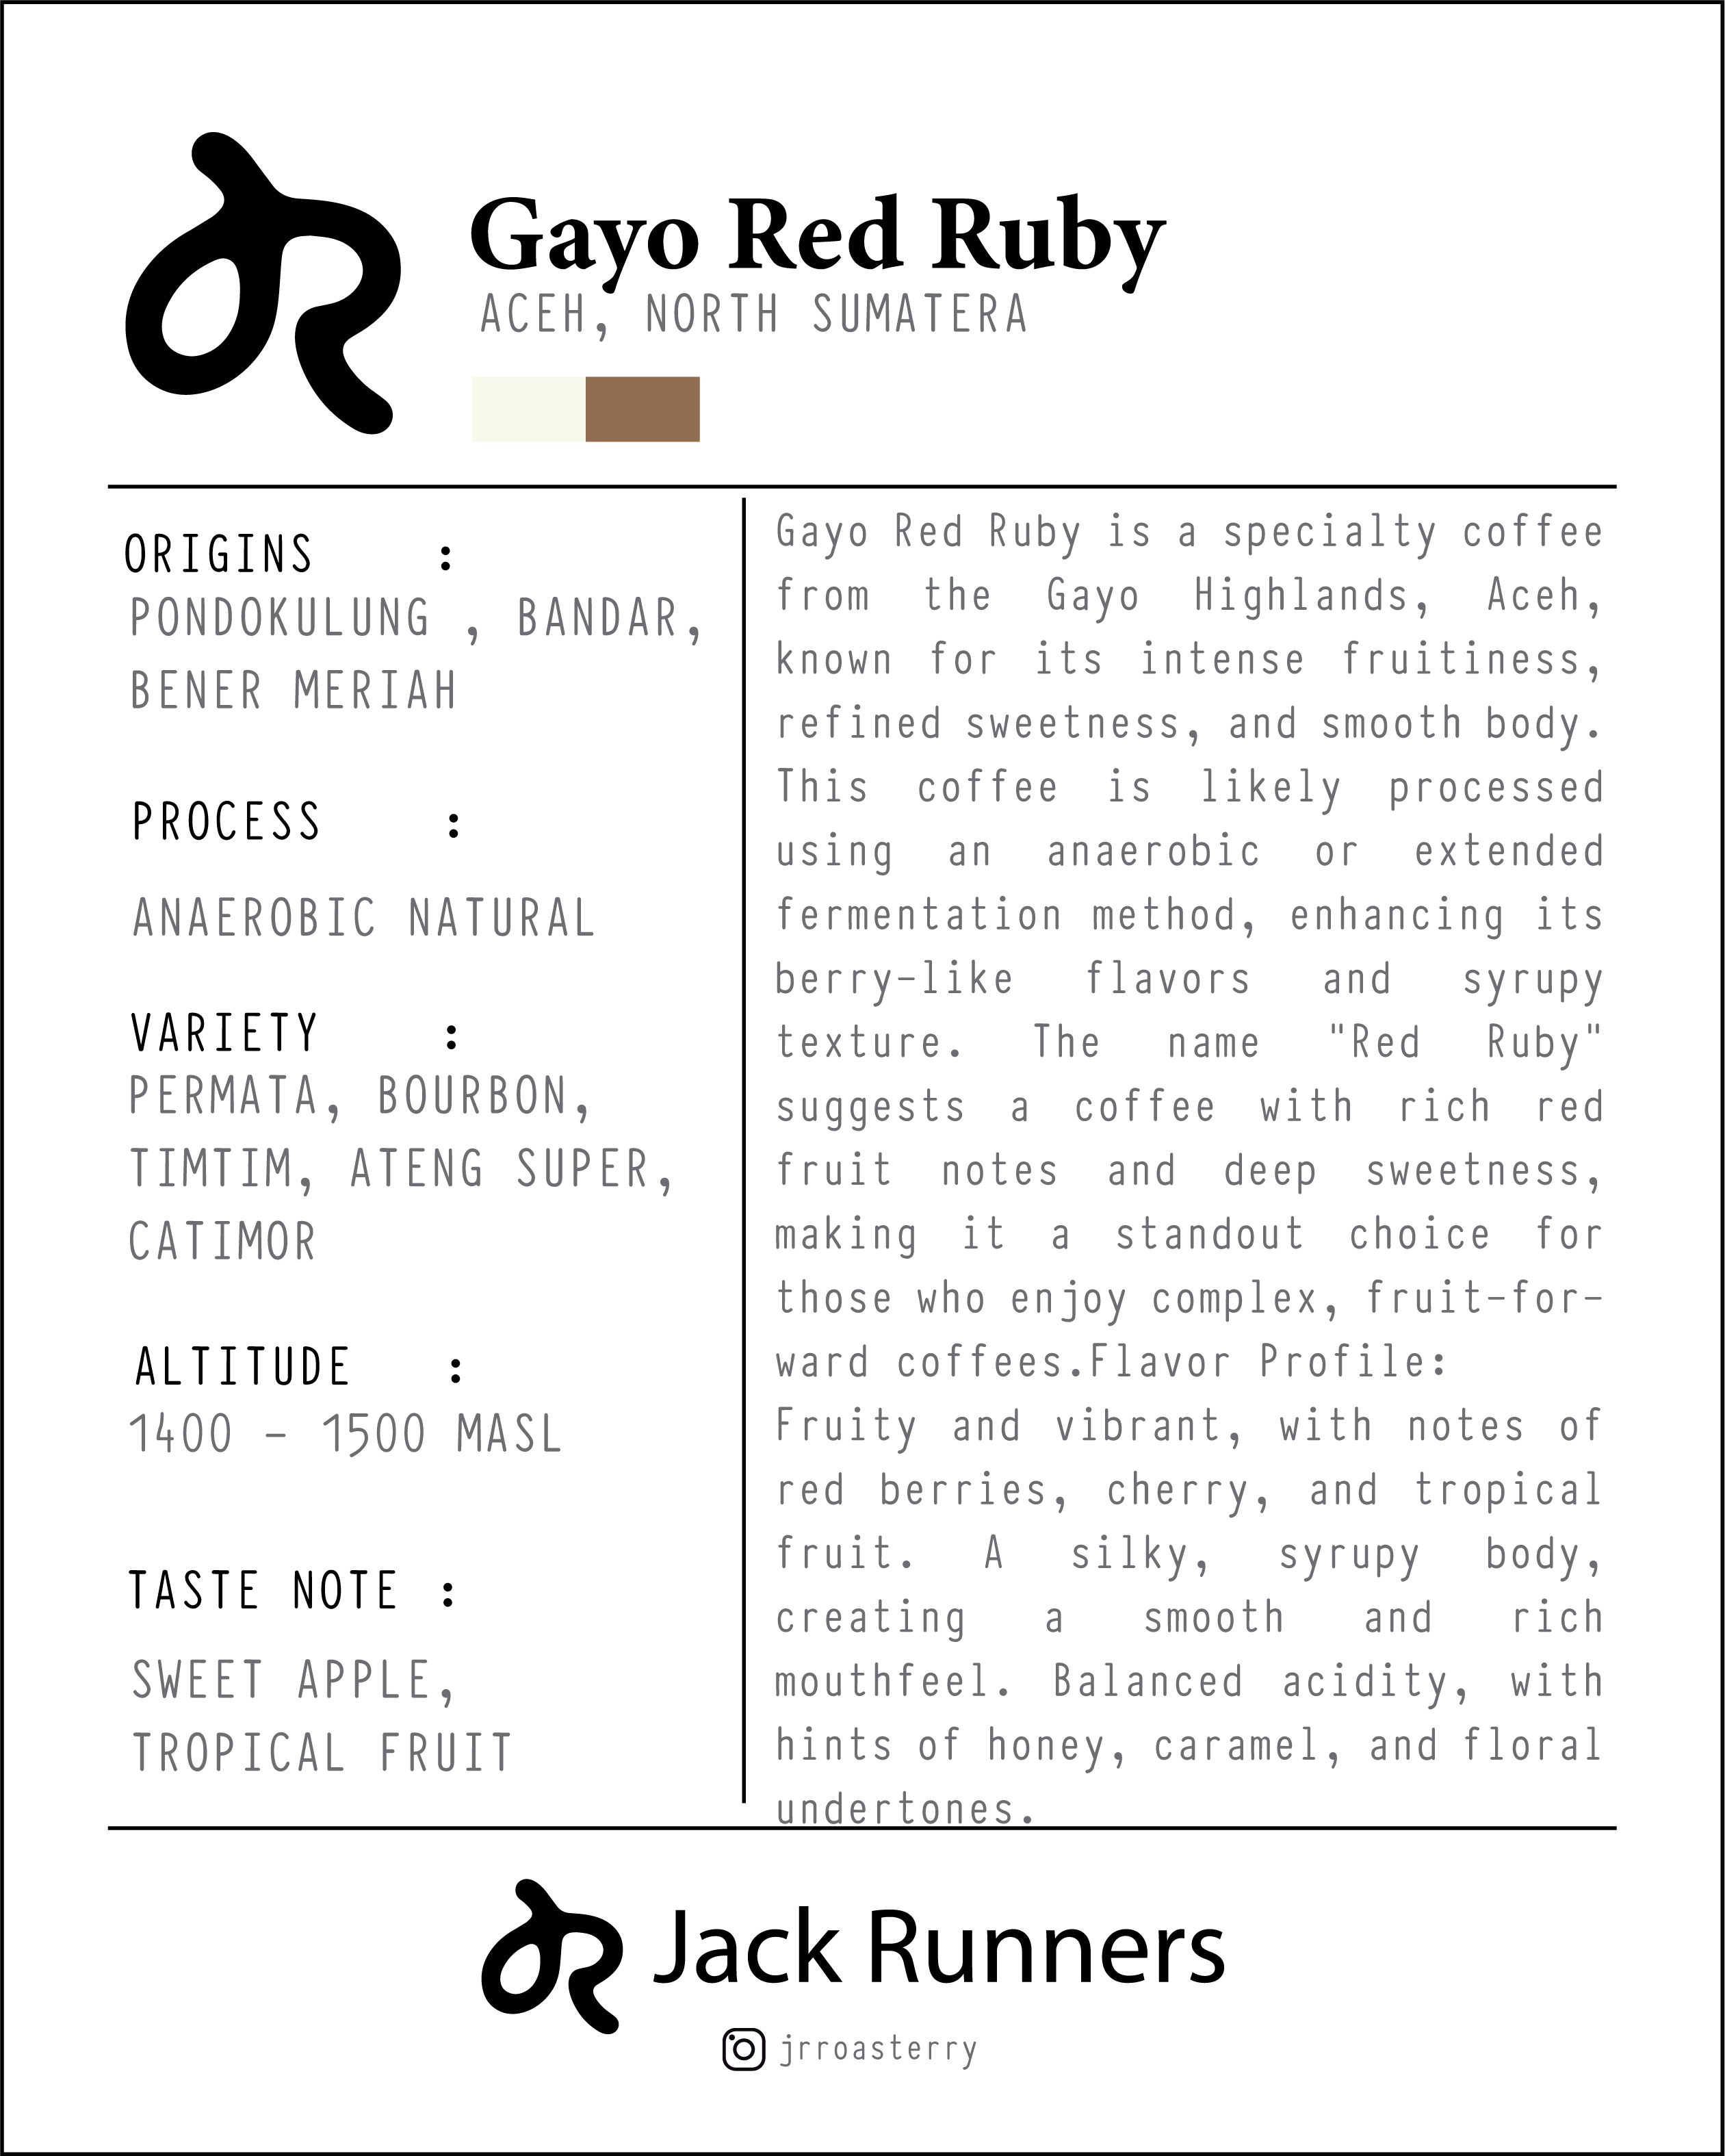 Gayo Red Ruby
ACEH, NORTH SUMATERA
ORIGINS :
PONDOKULUNG , BANDAR,
BENER MERIAH
PROCESS :
ANAEROBIC NATURAL
VARIETY :
PERMATA, BOURBON,
TIMTIM, ATENG SUPER,
CATIMOR
ALTITUDE :
1400 - 1500 MASL
TASTE NOTE :
SWEET APPLE,
TROPICAL FRUIT
Gayo Red Ruby is a specialty coffee
from the Gayo Highlands, Aceh,
known for its intense fruitiness,
refined sweetness, and smooth body.
This coffee is likely processed
using an anaerobic or extended
fermentation method, enhancing its
berry-like flavors and syrupy
texture. The name "Red Ruby"
suggests a coffee with rich red
fruit notes and deep sweetness,
making it a standout choice for
those who enjoy complex, fruit-for-
ward coffees.Flavor Profile:
Fruity and vibrant, with notes of
red berries, cherry, and tropical
fruit. A silky, syrupy body,
creating a smooth and rich
mouthfeel. Balanced acidity, with
hints of honey, caramel, and floral
undertones.
Jack Runners
jrroasterry